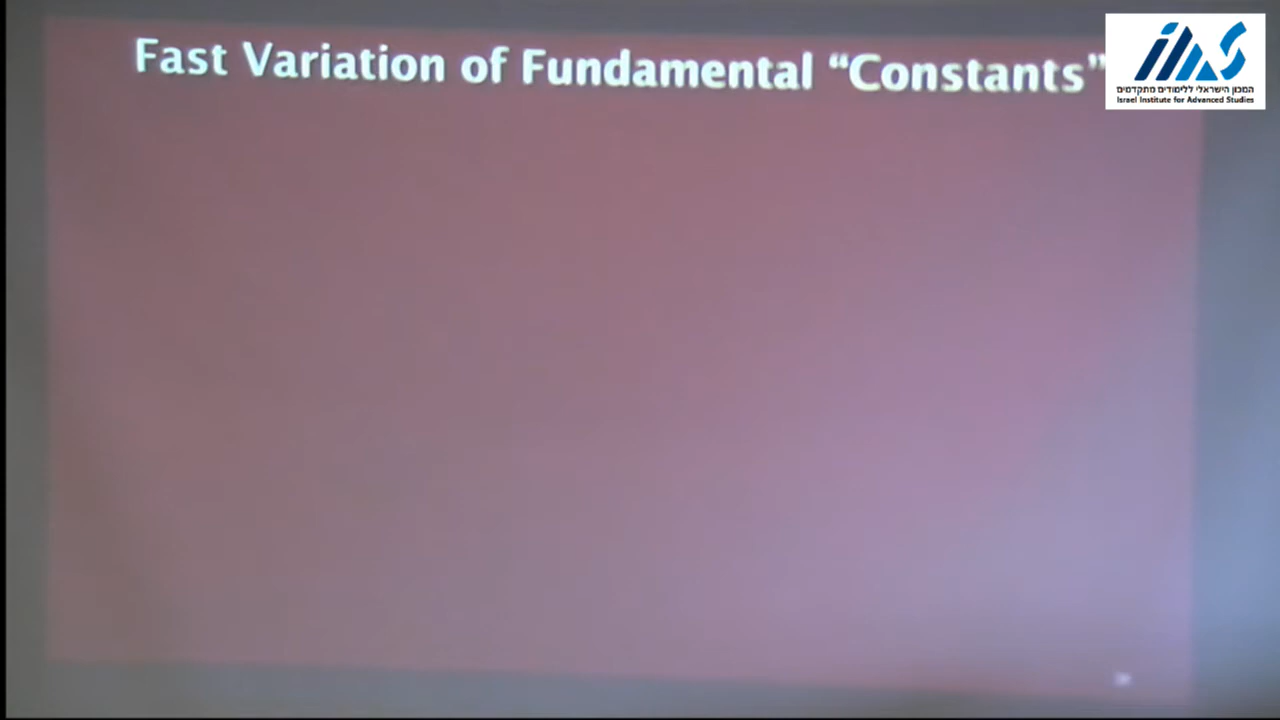 Fast Variation of Fundamental “Constants”
המכון הישראלי ללימודים מתקדמים
Israel Institute for Advanced Studies